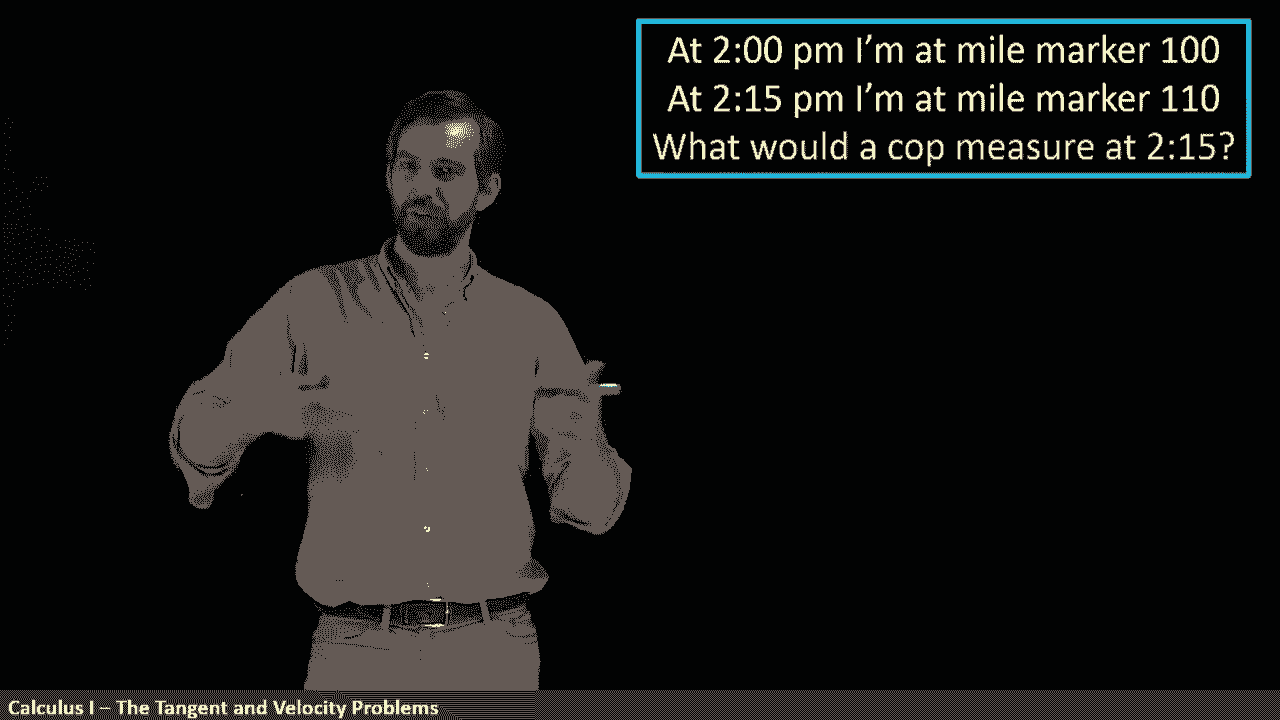 At 2:00 pm I'm at mile marker 100
At 2:15 pm I'm at mile marker 110
What would a cop measure at 2:15?
Calculus I – The Tangent and Velocity Problems